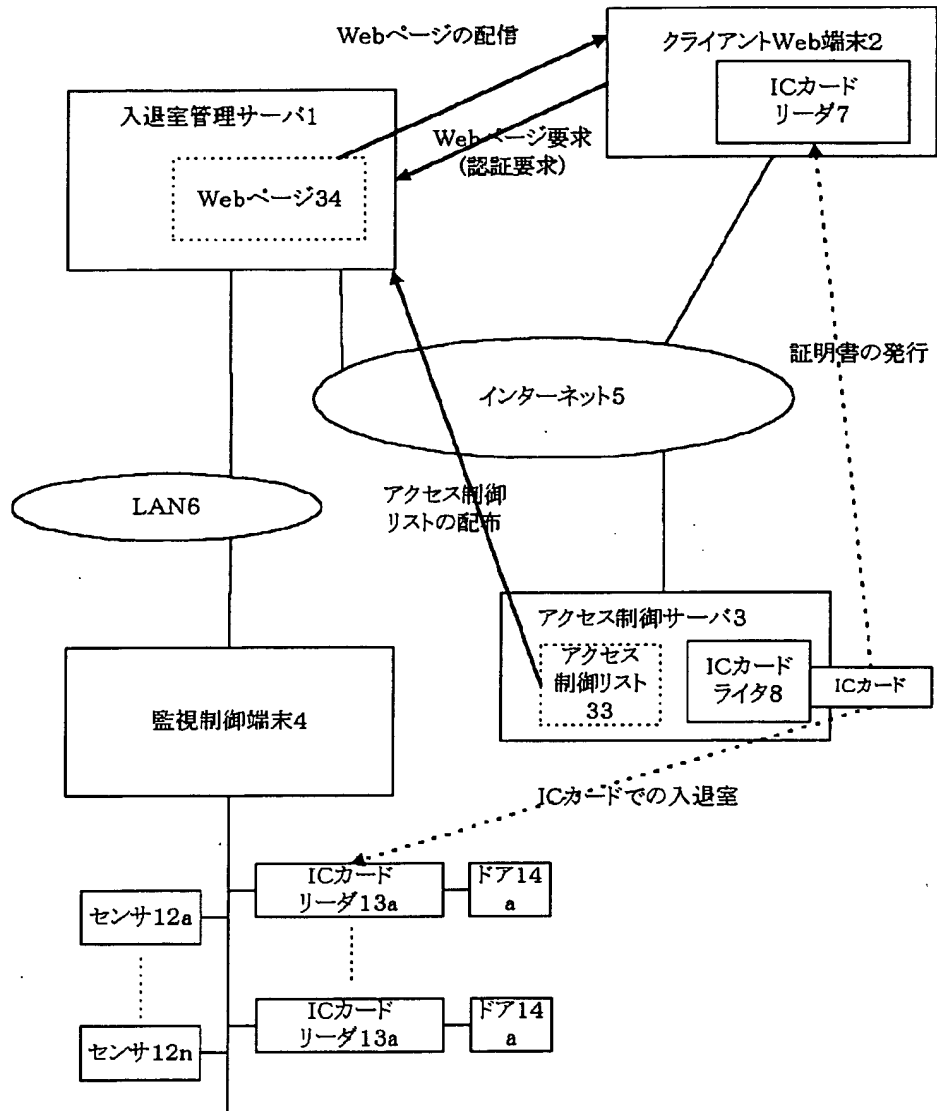 Webページの配信
クライアントWeb端末2
ICカード
リーダ7
入退室管理サーバ1
Webページ要求
(認証要求)
Webページ34
証明書の発行
インターネット5
アクセス制御
リストの配布
LAN6
アクセス制御サーバ3
アクセス
制御リスト
33
ICカード
ライタ8
ICカード
監視制御端末4
ICカードでの入退室
ICカード
リーダ13a
ドア14
a
センサ12a
ICカード
リーダ13a
ドア14
a
センサ12n